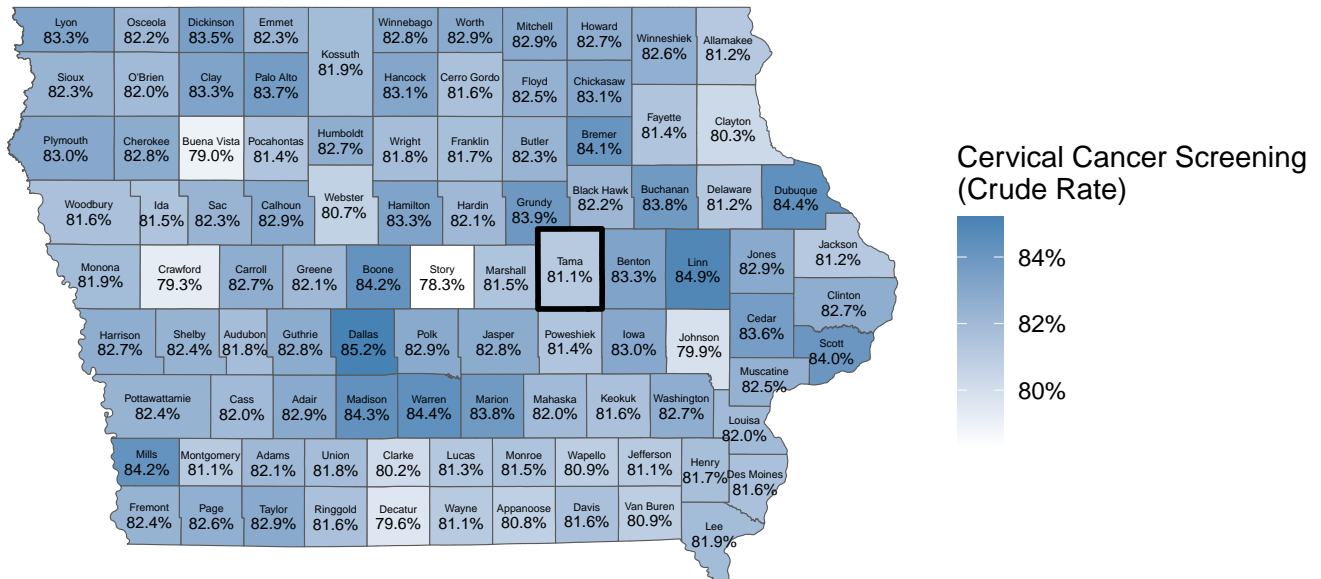 Lyon
83.3%
Osceola
82.2%
Dickinson
83.5%
Emmet
82.3%
Kossuth
81.9%
Winnebago
82.8%
Worth
82.9%
Mitchell
82.9%
Howard
82.7%
Winneshiek
82.6%
Allamakee
81.2%
Sioux
82.3%
O'Brien
82.0%
Clay
83.3%
Palo Alto
83.7%
Hancock
83.1%
Cerro Gordo
81.6%
Floyd
82.5%
Chickasaw
83.1%
Fayette
81.4%
Clayton
80.3%
Plymouth
83.0%
Cherokee
82.8%
Buena Vista
79.0%
Pocahontas
81.4%
Humboldt
82.7%
Wright
81.8%
Franklin
81.7%
Butler
82.3%
Bremer
84.1%
Woodbury
81.6%
Ida
81.5%
Sac
82.3%
Calhoun
82.9%
Webster
80.7%
Hamilton
83.3%
Hardin
82.1%
Grundy
83.9%
Black Hawk
82.2%
Buchanan
83.8%
Delaware
81.2%
Dubuque
84.4%
Monona
81.9%
Crawford
79.3%
Carroll
82.7%
Greene
82.1%
Boone
84.2%
Story
78.3%
Marshall
81.5%
Tama
81.1%
Benton
83.3%
Linn
84.9%
Jones
82.9%
Jackson
81.2%
Clinton
82.7%
Harrison
82.7%
Shelby
82.4%
Audubon
81.8%
Guthrie
82.8%
Dallas
85.2%
Polk
82.9%
Jasper
82.8%
Poweshiek
81.4%
Iowa
83.0%
Johnson
79.9%
Cedar
83.6%
Scott
84.0%
Muscatine
82.5%
Pottawattamie
82.4%
Cass
82.0%
Adair
82.9%
Madison
84.3%
Warren
84.4%
Marion
83.8%
Mahaska
82.0%
Keokuk
81.6%
Washington
82.7%
Louisa
82.0%
Mills
84.2%
Montgomery
81.1%
Adams
82.1%
Union
81.8%
Clarke
80.2%
Lucas
81.3%
Monroe
81.5%
Wapello
80.9%
Jefferson
81.1%
Henry
81.7%
Des Moines
81.6%
Fremont
82.4%
Page
82.6%
Taylor
82.9%
Ringgold
81.6%
Decatur
79.6%
Wayne
81.1%
Appanoose
80.8%
Davis
81.6%
Van Buren
80.9%
Lee
81.9%
Cervical Cancer Screening
(Crude Rate)
84%
82%
80%